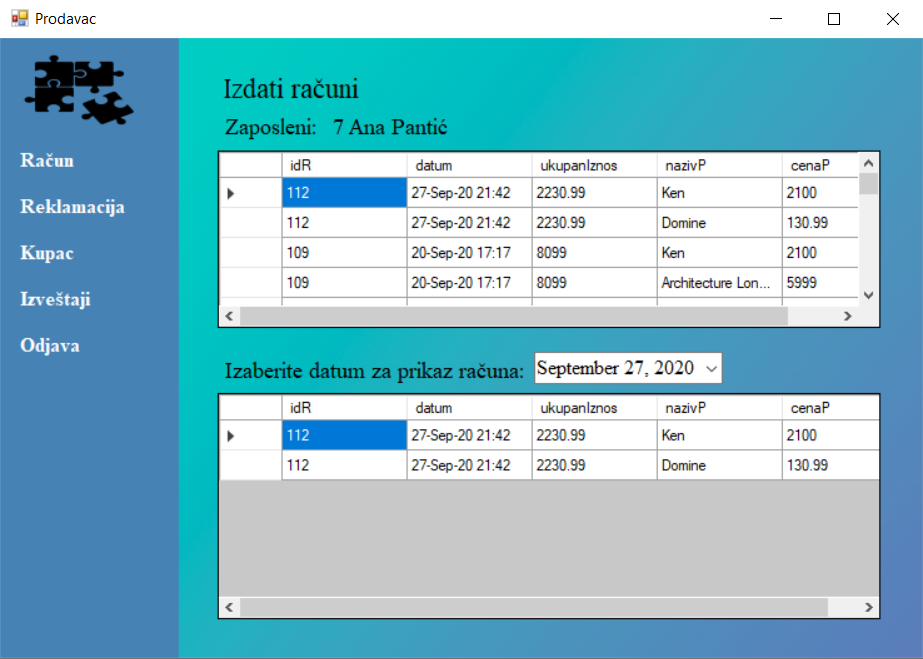 Prodavac
Račun
Reklamacija
Kupac
Izveštaji
Odjava
Izdati računi
Zaposleni: 7 Ana Pantić
idR datum ukupanIznos nazivP cenaP
112 27-Sep-20 21:42 2230.99 Ken 2100
112 27-Sep-20 21:42 2230.99 Domine 130.99
109 20-Sep-20 17:17 8099 Ken 2100
109 20-Sep-20 17:17 8099 Architecture Lon... 5999
Izaberite datum za prikaz računa: September 27, 2020
idR datum ukupanIznos nazivP cenaP
112 27-Sep-20 21:42 2230.99 Ken 2100
112 27-Sep-20 21:42 2230.99 Domine 130.99